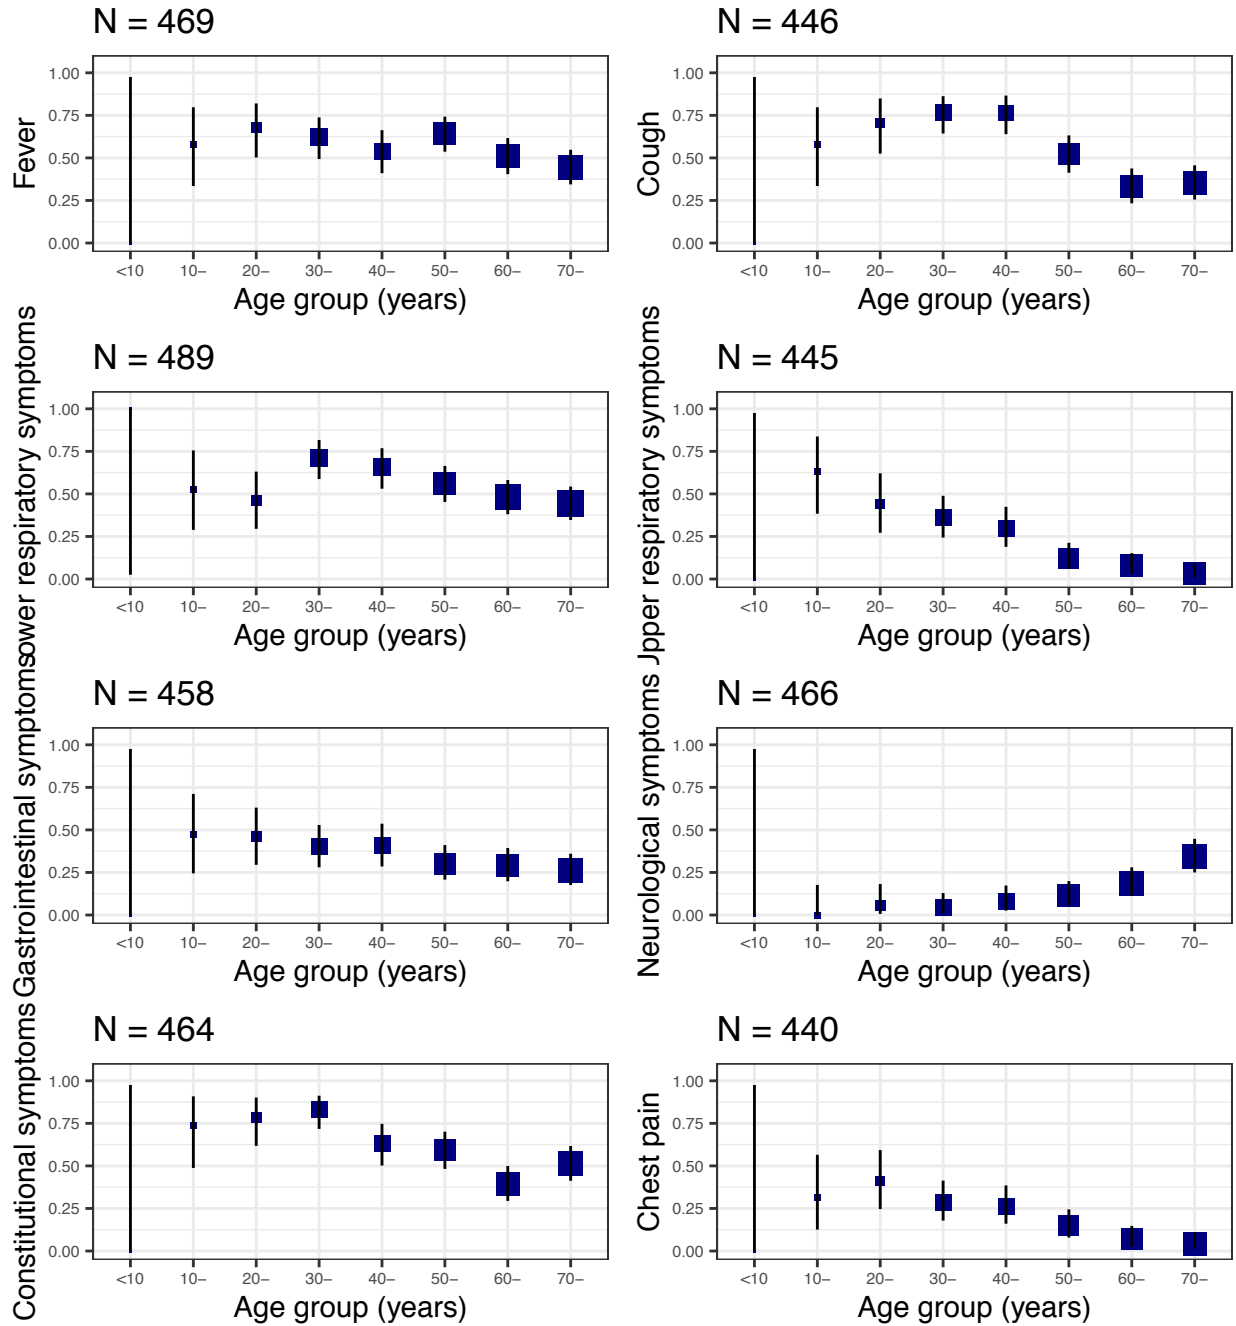 N = 469
Fever
1.00
0.75
0.50
0.25
0.00
<10 10– 20– 30– 40– 50– 60– 70–
Age group (years)
N = 446
Cough
1.00
0.75
0.50
0.25
0.00
<10 10– 20– 30– 40– 50– 60– 70–
Age group (years)
N = 489
ower respiratory symptoms
1.00
0.75
0.50
0.25
0.00
<10 10– 20– 30– 40– 50– 60– 70–
Age group (years)
N = 445
Jpper respiratory symptoms
1.00
0.75
0.50
0.25
0.00
<10 10– 20– 30– 40– 50– 60– 70–
Age group (years)
N = 458
Gastrointestinal symptoms
1.00
0.75
0.50
0.25
0.00
<10 10– 20– 30– 40– 50– 60– 70–
Age group (years)
N = 466
Neurological symptoms
1.00
0.75
0.50
0.25
0.00
<10 10– 20– 30– 40– 50– 60– 70–
Age group (years)
N = 464
Constitutional symptoms
1.00
0.75
0.50
0.25
0.00
<10 10– 20– 30– 40– 50– 60– 70–
Age group (years)
N = 440
Chest pain
1.00
0.75
0.50
0.25
0.00
<10 10– 20– 30– 40– 50– 60– 70–
Age group (years)